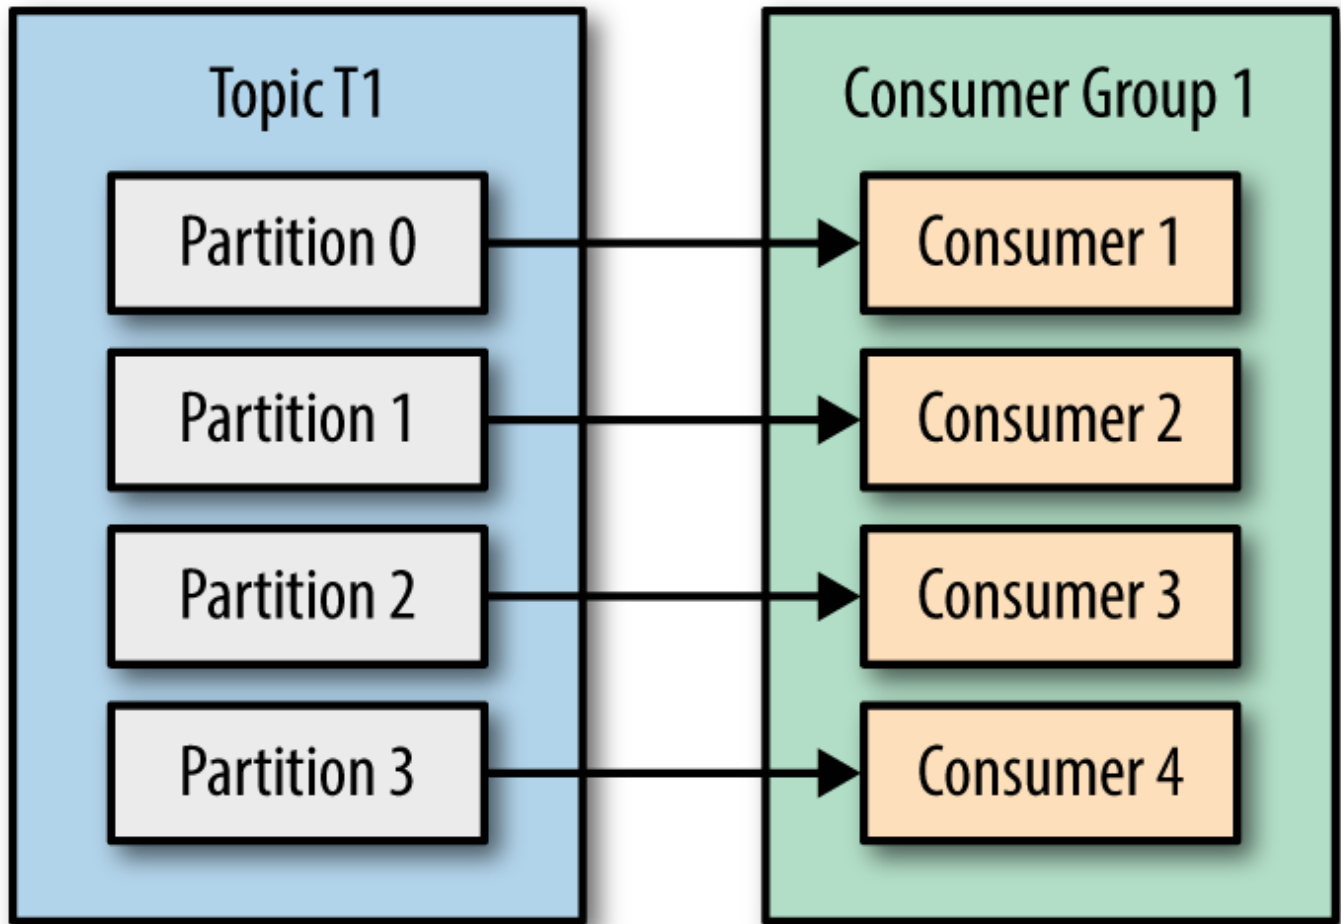 Topic T1
Partition 0
Partition 1
Partition 2
Partition 3
Consumer Group 1
Consumer 1
Consumer 2
Consumer 3
Consumer 4